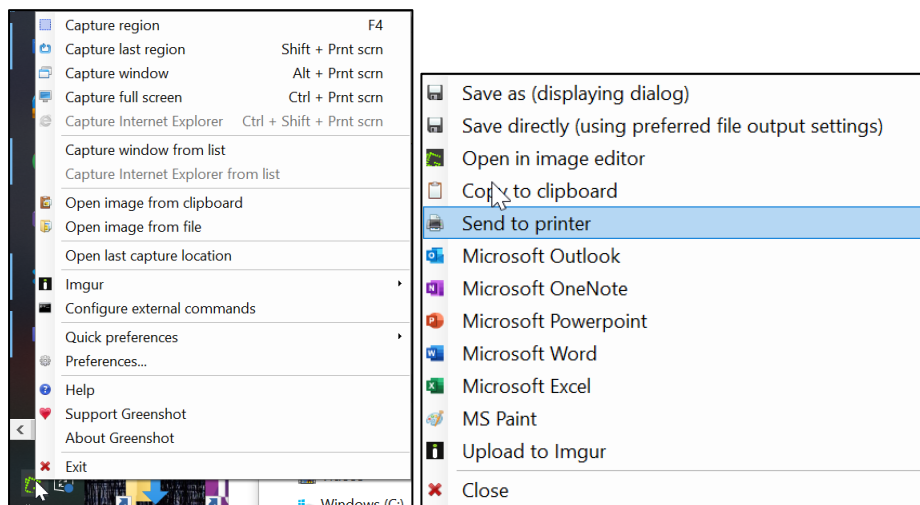 Capture region F4
Capture last region Shift + Prnt scrn
Capture window Alt + Prnt scrn
Capture full screen Ctrl + Prnt scrn
Capture Internet Explorer Ctrl + Shift + Prnt scrn
Capture window from list
Capture Internet Explorer from list
Open image from clipboard
Open image from file
Open last capture location
Imgur
Configure external commands
Quick preferences
Preferences...
Help
Support Greenshot
About Greenshot
Exit
Windows (C:)
Save as (displaying dialog)
Save directly (using preferred file output settings)
Open in image editor
Copy to clipboard
Send to printer
Microsoft Outlook
Microsoft OneNote
Microsoft Powerpoint
Microsoft Word
Microsoft Excel
MS Paint
Upload to Imgur
Close